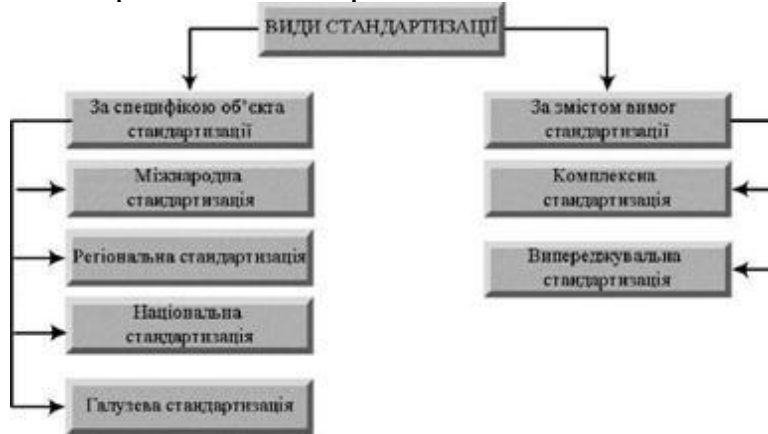 ВИДИ СТАНДАРТИЗАЦІЇ
За специфікою об’єкта
стандартизації
Міжнародна
стандартизація
Регіональна стандартизація
Національна
стандартизація
Галузева стандартизація
За змістом вимог
стандартизації
Комплексна
стандартизація
Випереджувальна
стандартизація